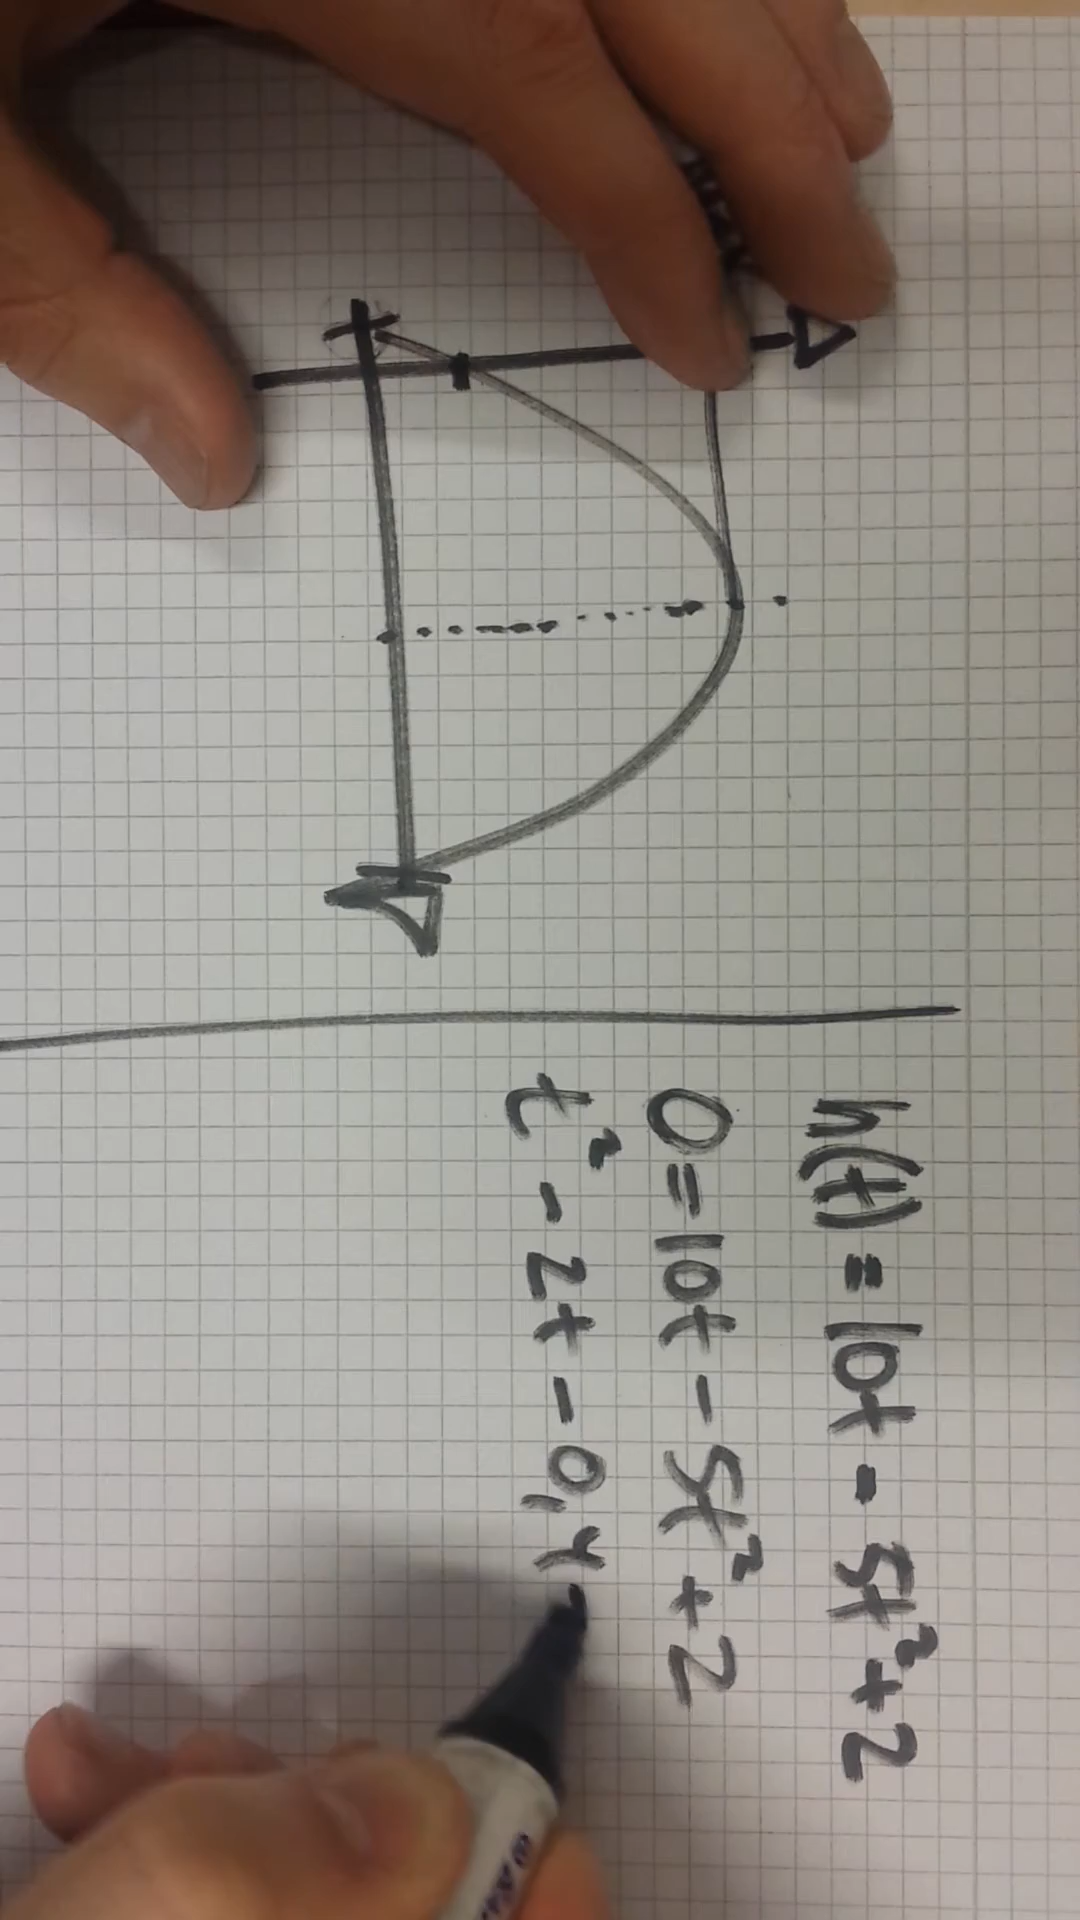 h(t) = 10t - 5t² + 2
0 = 10t - 5t² + 2
t² - 2t - 0,4